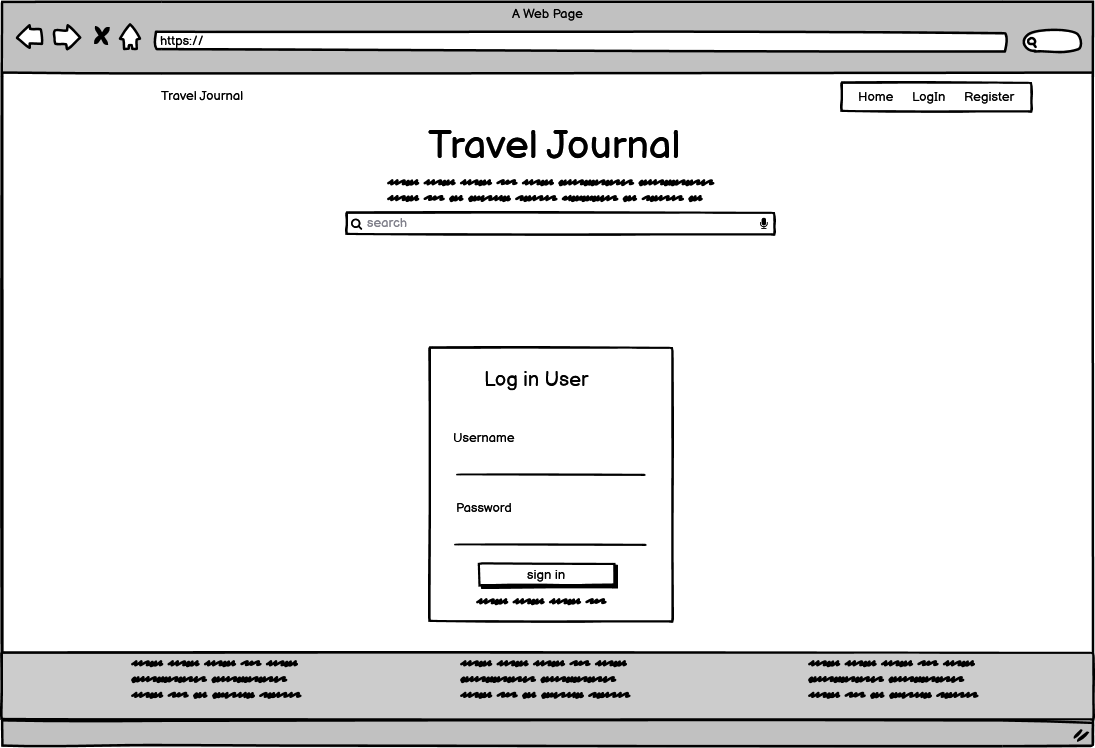 A Web Page
https://
Travel Journal
Home LogIn Register
Travel Journal
search
Log in User
Username
Password
sign in